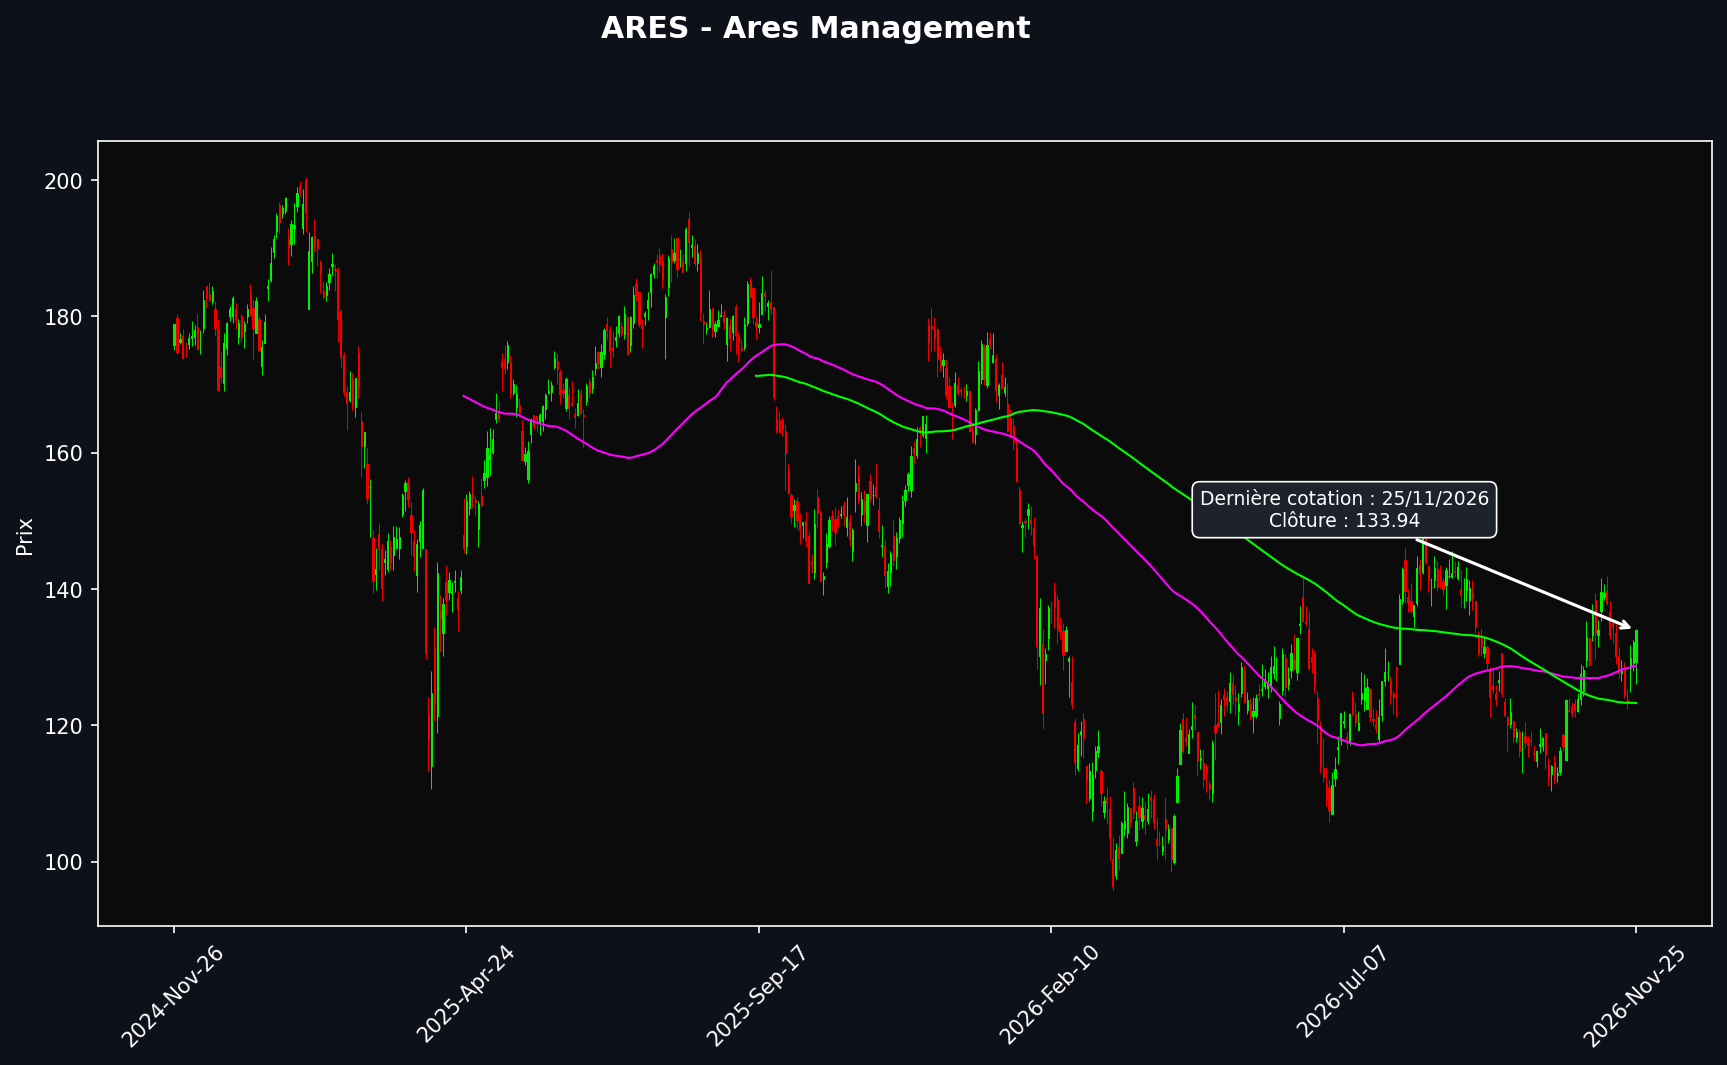 ARES - Ares Management
200
180
160
140
120
100
Prix
Dernière cotation : 25/11/2026
Clôture : 133.94
2024-Nov-26
2025-Apr-24
2025-Sep-17
2026-Feb-10
2026-Jul-07
2026-Nov-25